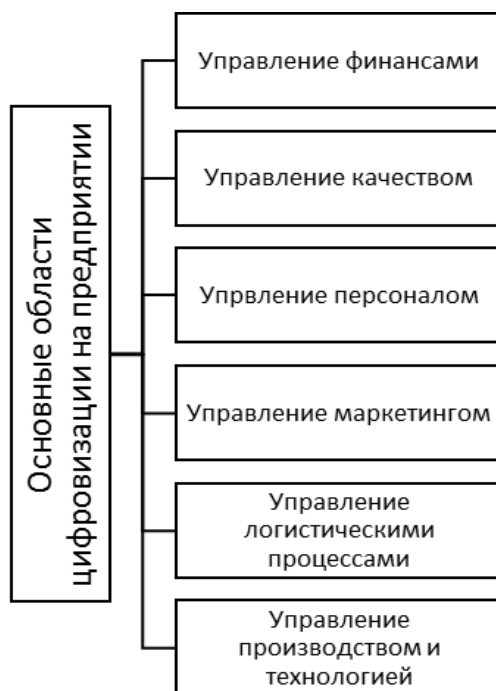 Основные области
цифровизации на предприятии
Управление финансами
Управление качеством
Упрвление персоналом
Управление маркетингом
Управление
логистическими
процессами
Управление
производством и
технологией